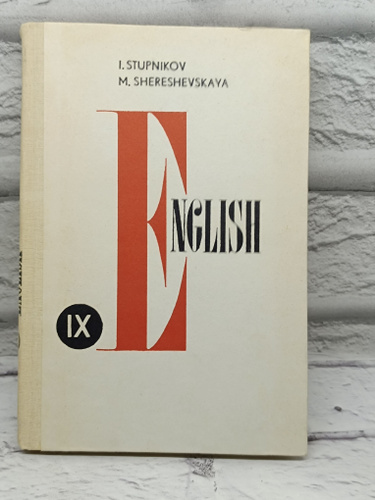 I. STUPNIKOV
M. SHERESHEVSKAYA
ENGLISH
IX